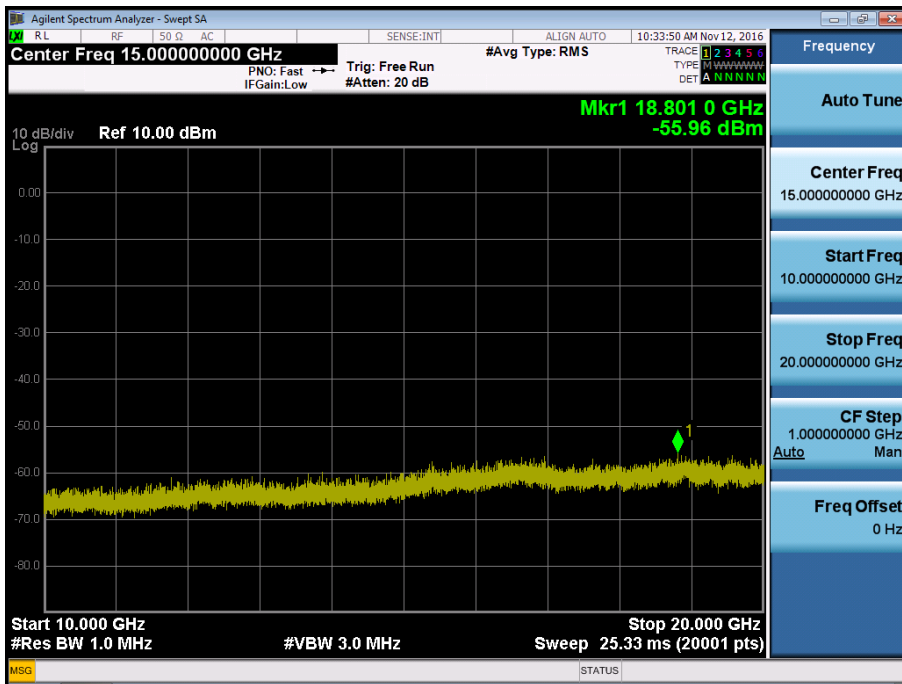 Agilent Spectrum Analyzer - Swept SA
LXI RL RF 50 Ω AC SENSE:INT ALIGN AUTO 10:33:50 AM Nov 12, 2016
Center Freq 15.000000000 GHz
#Avg Type: RMS
TRACE 1 2 3 4 5 6
PNO: Fast Trig: Free Run
TYPE M WWWWW
IFGain:Low #Atten: 20 dB
DET A N N N N N
Mkr1 18.801 0 GHz
-55.96 dBm
10 dB/div Ref 10.00 dBm
Log
0.00
-10.0
-20.0
-30.0
-40.0
-50.0
1
-60.0
-70.0
-80.0
Start 10.000 GHz Stop 20.000 GHz
#Res BW 1.0 MHz #VBW 3.0 MHz Sweep 25.33 ms (20001 pts)
MSG STATUS
Frequency
Auto Tune
Center Freq
15.000000000 GHz
Start Freq
10.000000000 GHz
Stop Freq
20.000000000 GHz
CF Step
1.000000000 GHz
Auto Man
Freq Offset
0 Hz